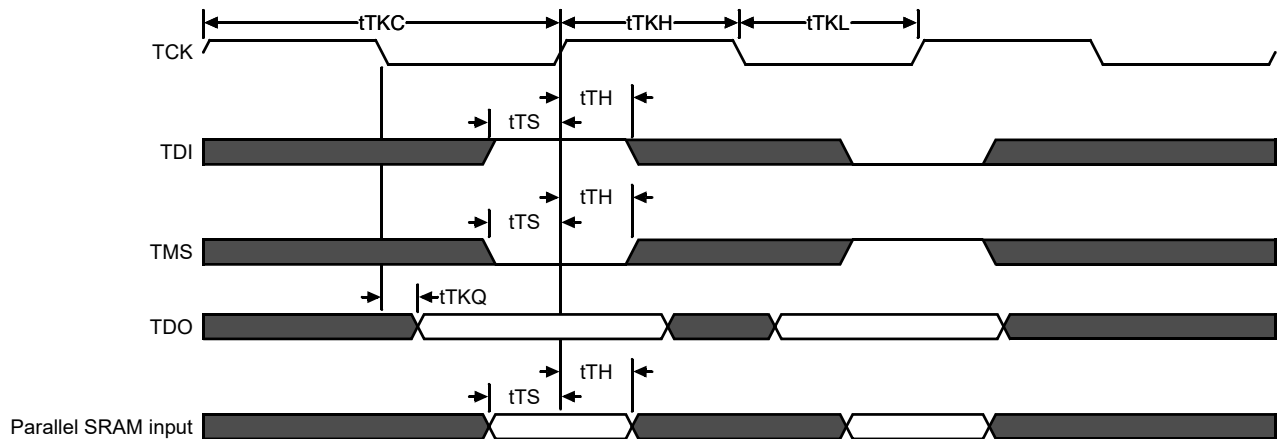 tTKC tTKH tTKL
TCK
tTH
tTS
TDI
tTH
tTS
TMS
tTKQ
TDO
tTH
tTS
Parallel SRAM input